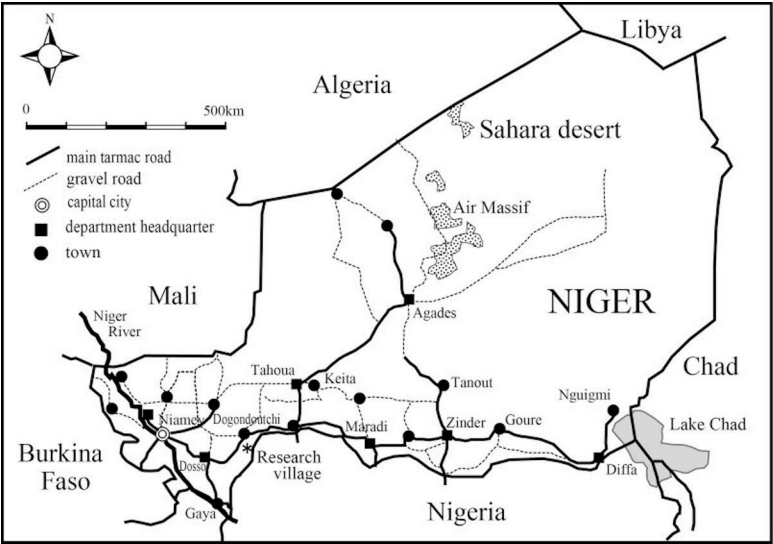 N
Libya
Algeria
0 500km
Sahara desert
main tarmac road
gravel road
capital city
department headquarter
town
Air Massif
Mali
NIGER
Agades
Niger
River
Chad
Tahoua
Keita
Tanout
Nguigmi
Niamey
Dogondoutchi
Maradi
Zinder
Goure
Lake Chad
Burkina
Faso
Dosso
* Research
village
Diffa
Gaya
Nigeria